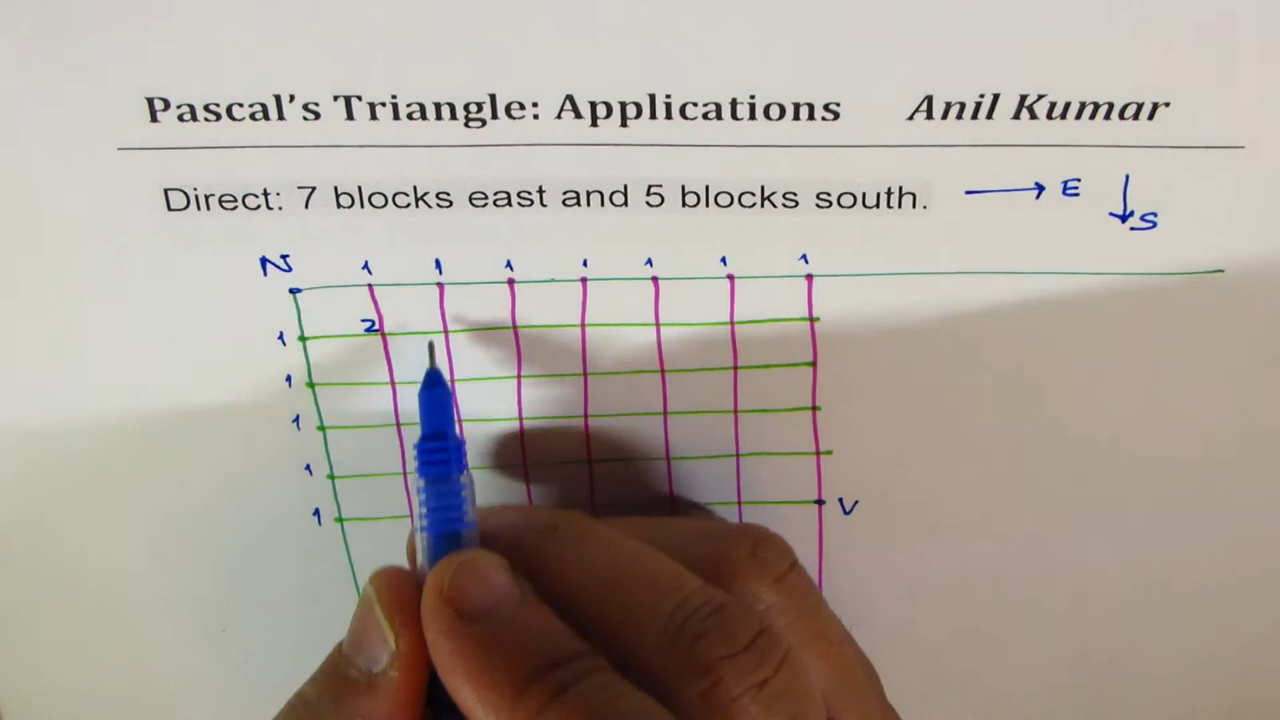 Pascal's Triangle: Applications Anil Kumar
Direct: 7 blocks east and 5 blocks south. E S
N 1 1 1 1 1 1 1
2
1
1
1
1
1 V